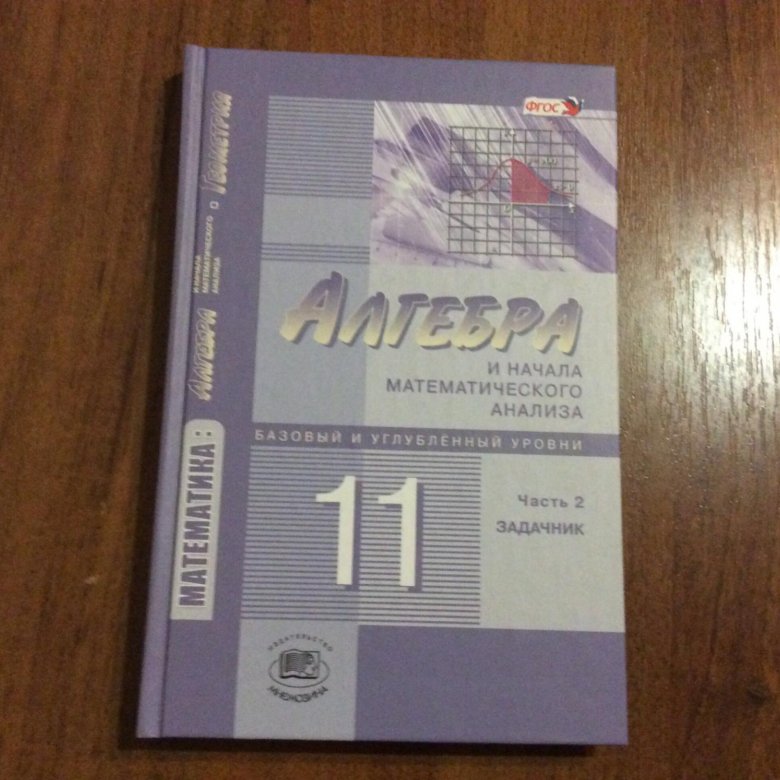 ФГОС
АЛГЕБРА
И НАЧАЛА
МАТЕМАТИЧЕСКОГО
АНАЛИЗА
БАЗОВЫЙ И УГЛУБЛЁННЫЙ УРОВНИ
11
Часть 2
ЗАДАЧНИК
ИЗДАТЕЛЬСТВО
МНЕМОЗИНА
МАТЕМАТИКА:
АЛГЕБРА
И НАЧАЛА
МАТЕМАТИЧЕСКОГО
АНАЛИЗА
ГЕОМЕТРИЯ